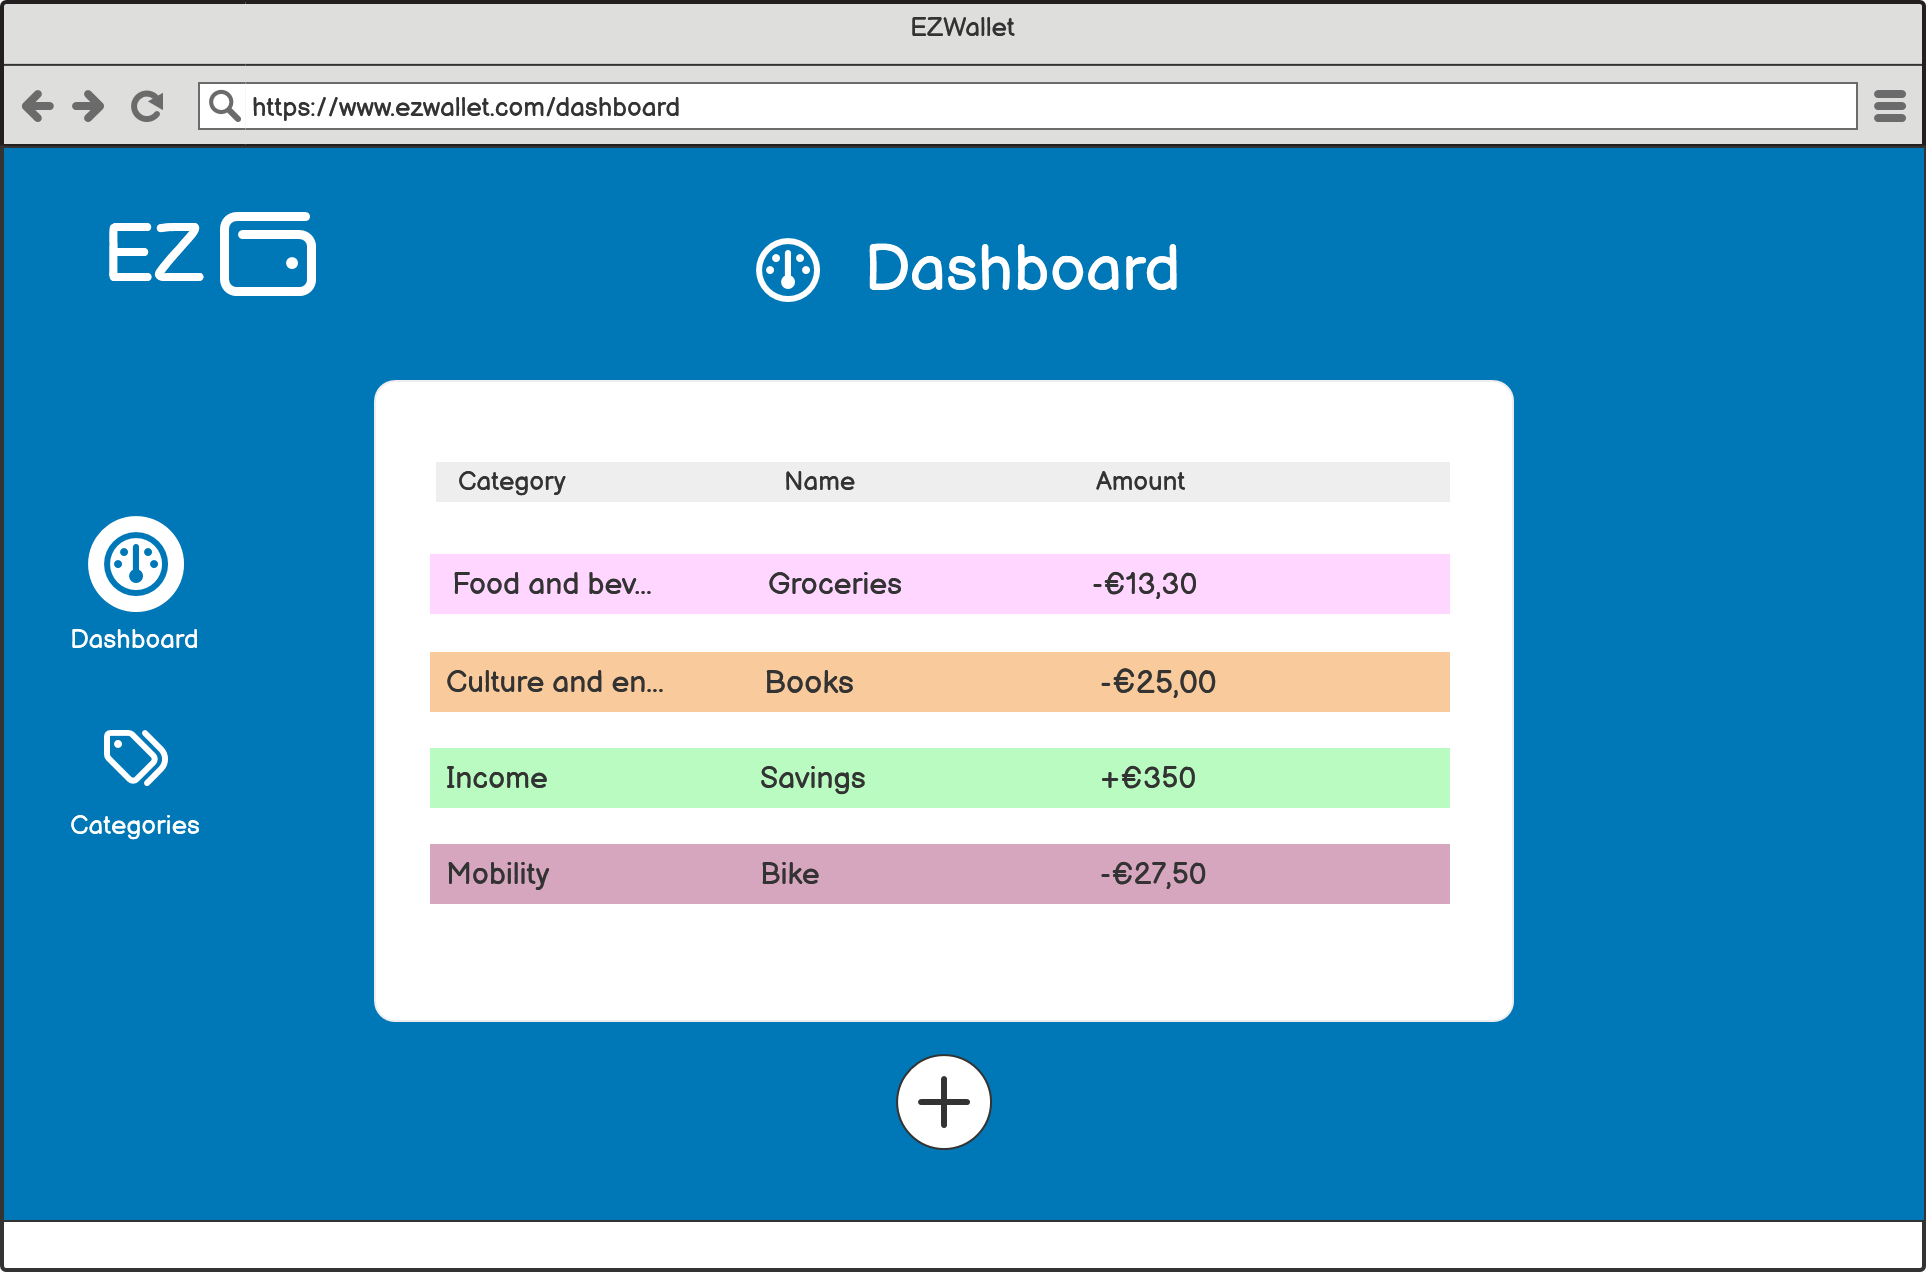 EZWallet
https://www.ezwallet.com/dashboard
EZ
Dashboard
Category Name Amount
Food and bev... Groceries -€13,30
Culture and en... Books -€25,00
Income Savings +€350
Mobility Bike -€27,50
Dashboard
Categories